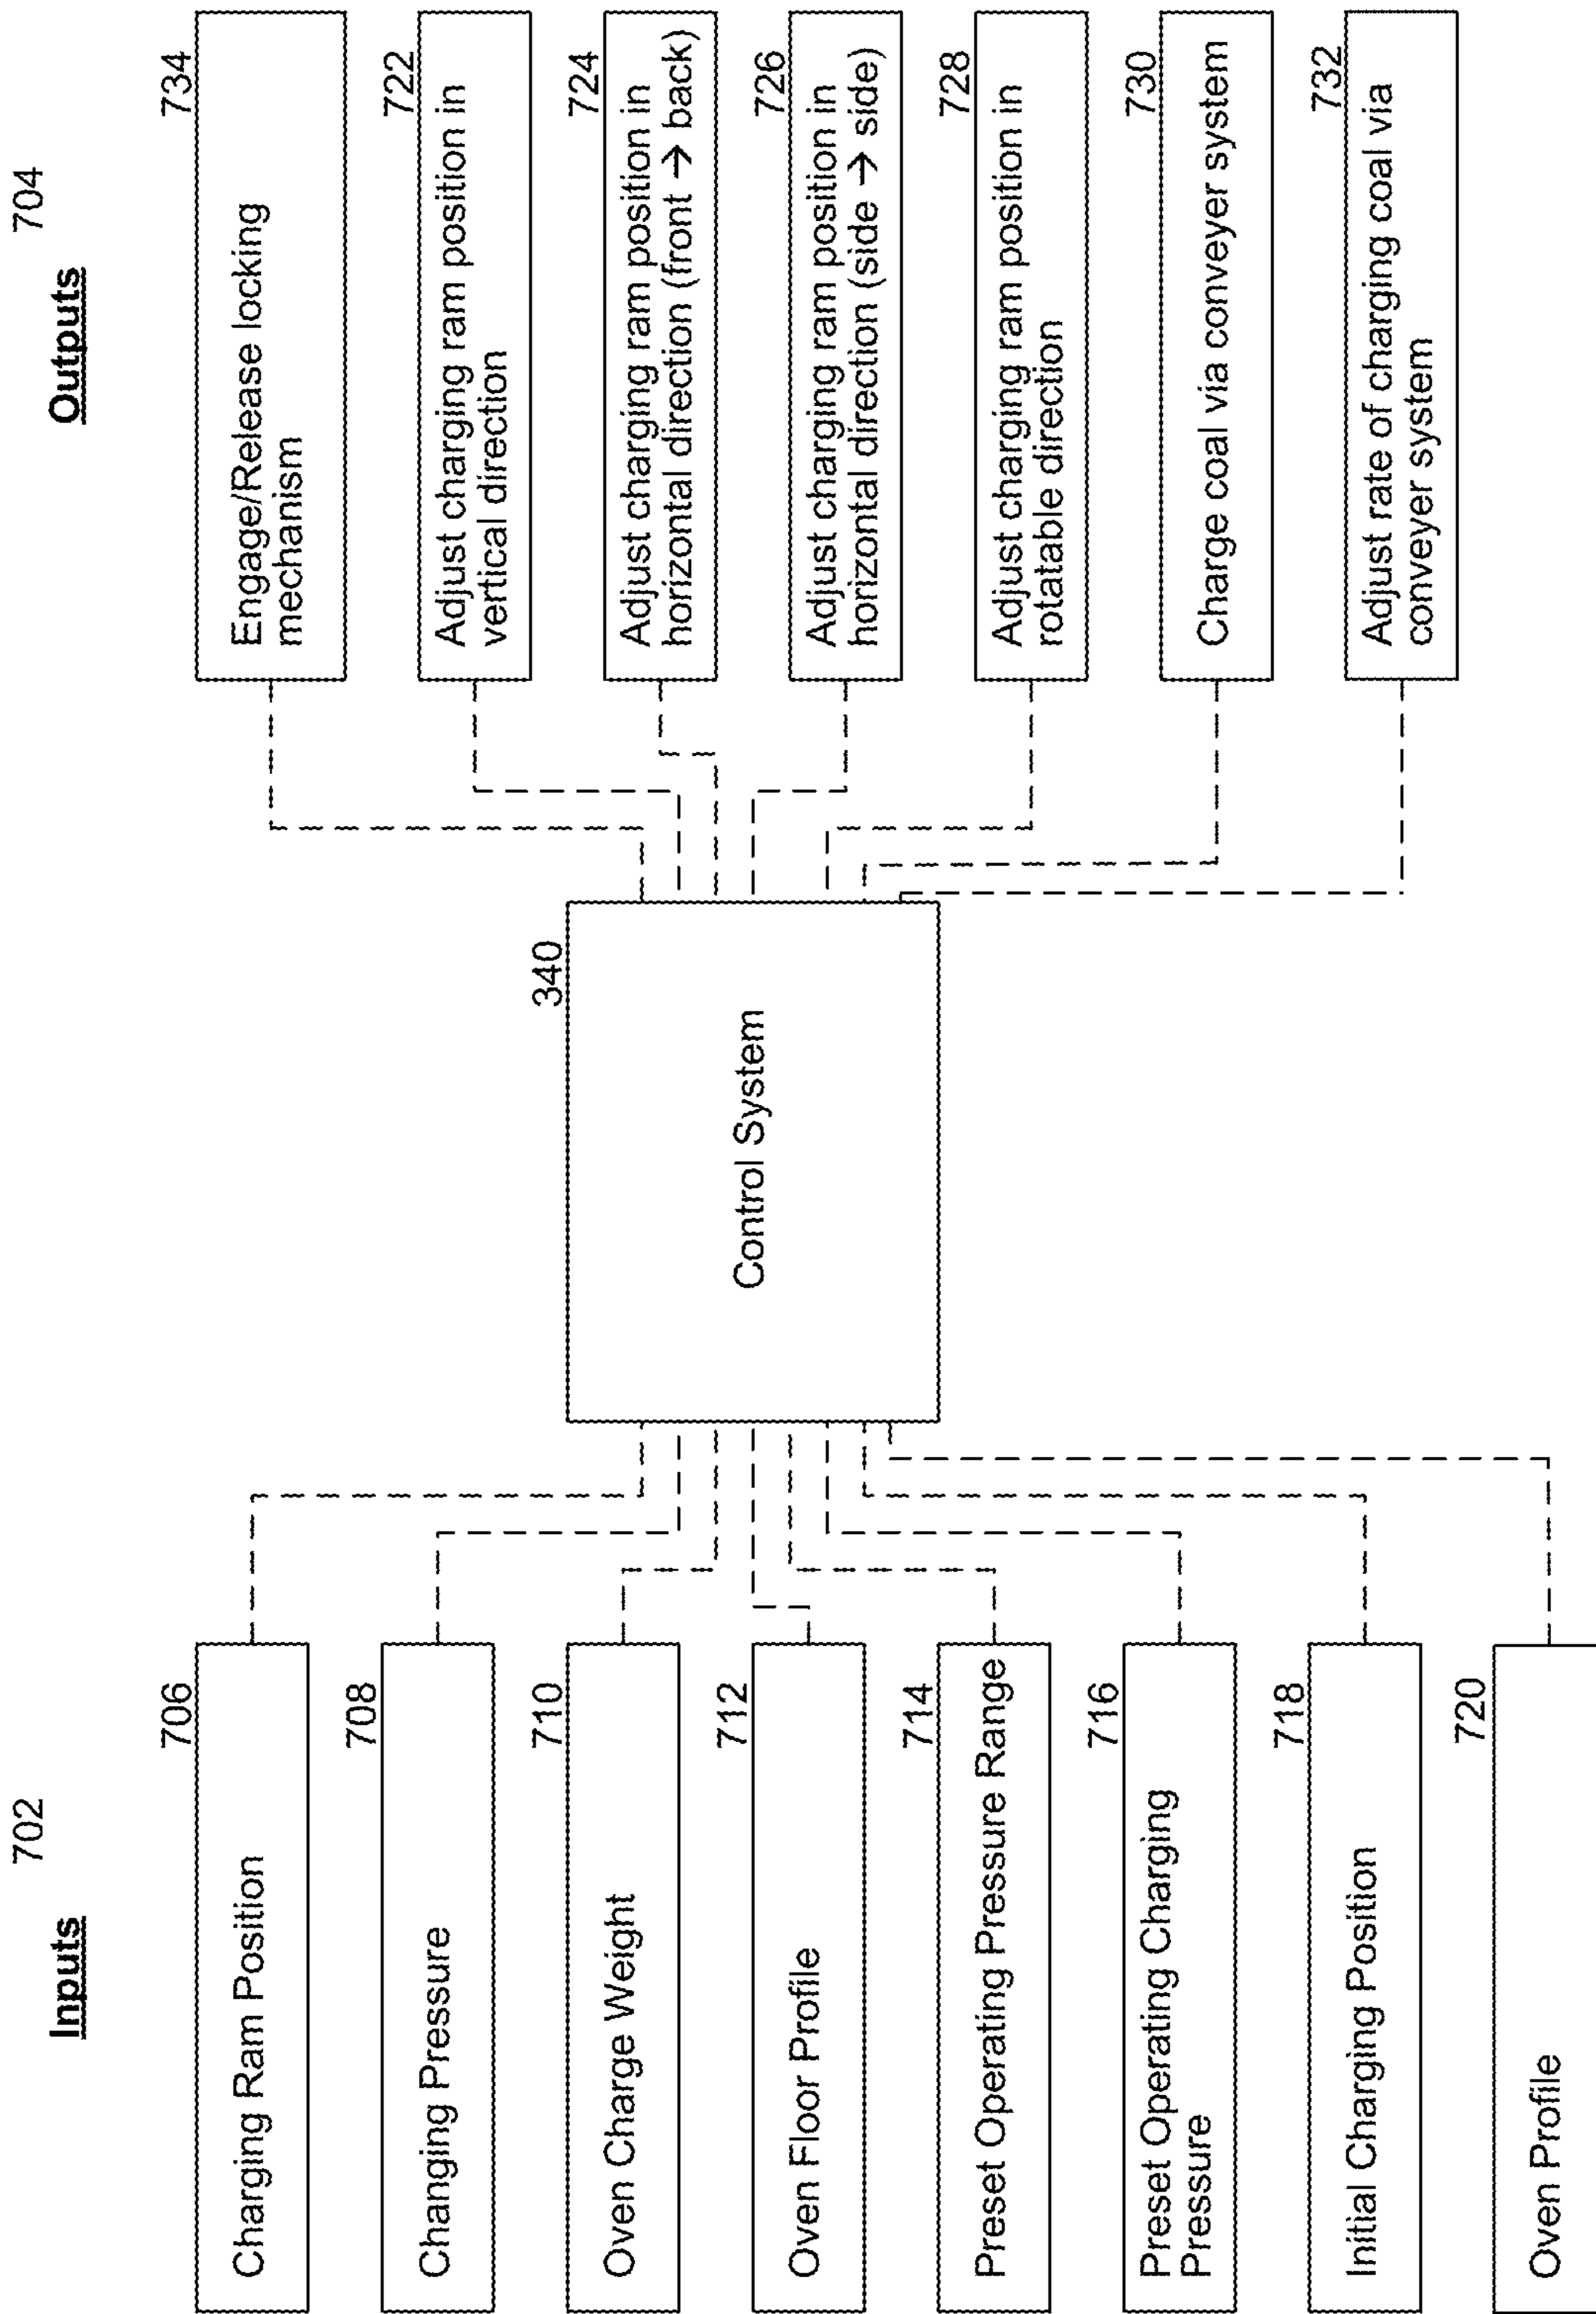 Inputs
702
706
Charging Ram Position
708
Changing Pressure
710
Oven Charge Weight
712
Oven Floor Profile
714
Preset Operating Pressure Range
716
Preset Operating Charging
Pressure
718
Initial Charging Position
720
Oven Profile
340
Control System
Outputs
704
734
Engage/Release locking
mechanism
722
Adjust charging ram position in
vertical direction
724
Adjust charging ram position in
horizontal direction (front → back)
726
Adjust charging ram position in
horizontal direction (side → side)
728
Adjust charging ram position in
rotatable direction
730
Charge coal via conveyer system
732
Adjust rate of charging coal via
conveyer system